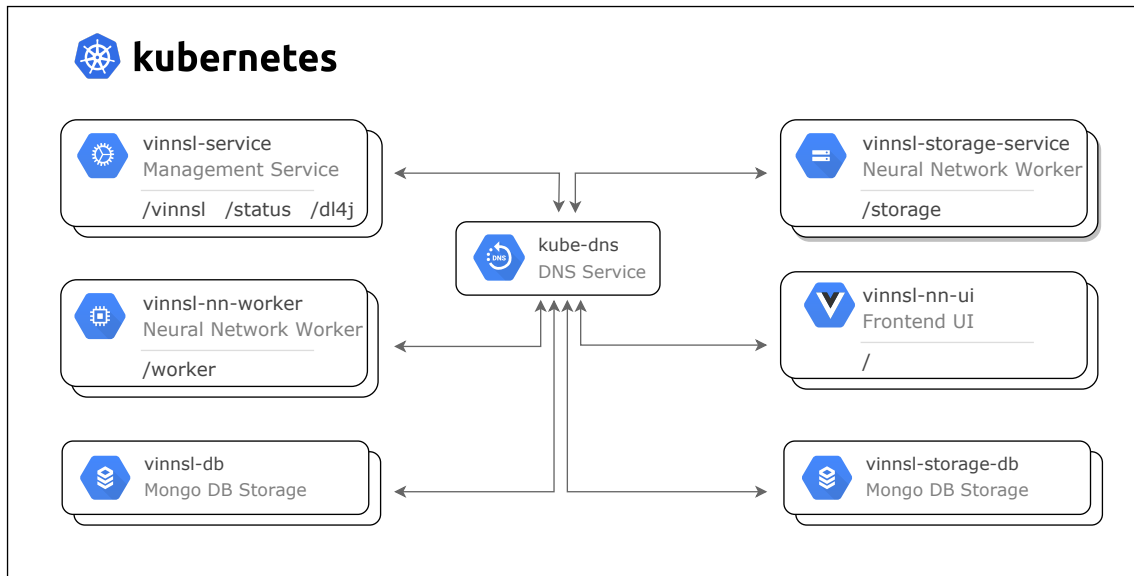 kubernetes
vinnsl-service
Management Service
/vinnsl /status /dl4j
vinnsl-storage-service
Neural Network Worker
/storage
kube-dns
DNS Service
DNS
vinnsl-nn-worker
Neural Network Worker
/worker
vinnsl-nn-ui
Frontend UI
/
vinnsl-db
Mongo DB Storage
vinnsl-storage-db
Mongo DB Storage